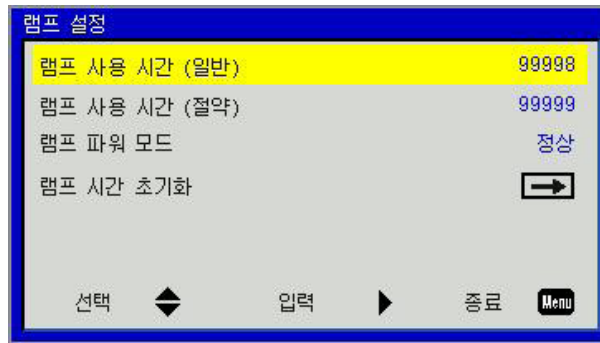 램프 설정
램프 사용 시간 (일반) 99998
램프 사용 시간 (절약) 99999
램프 파워 모드 정상
램프 시간 초기화
선택 입력 종료 Menu